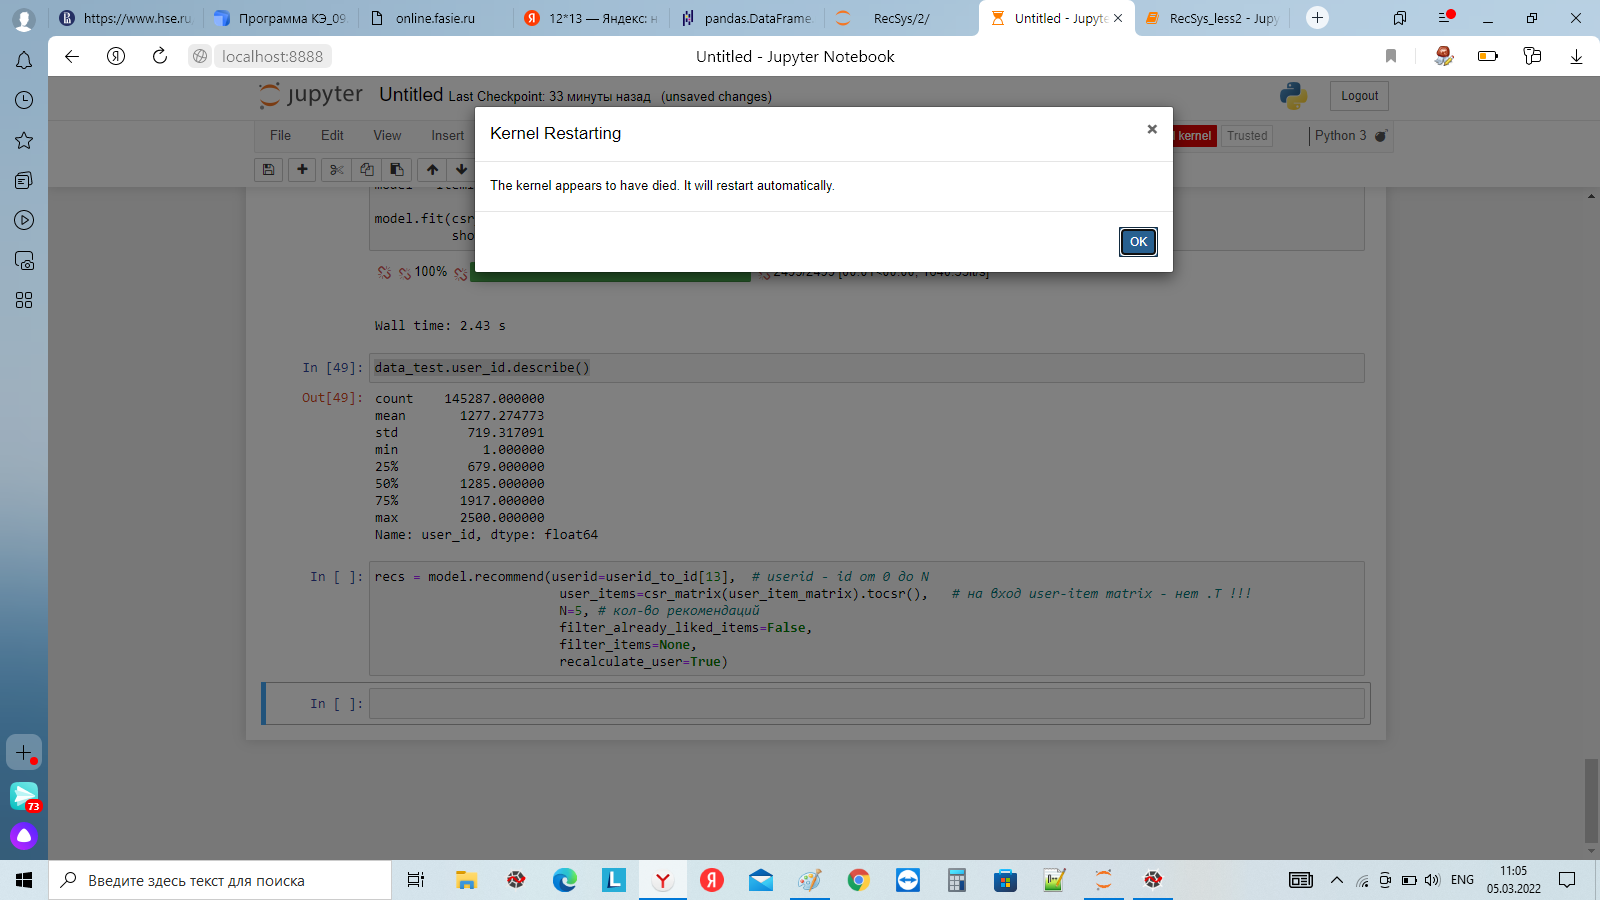 https://www.hse.ru
Программа КЭ_09
online.fasie.ru
12*13 — Яндекс: н
pandas.DataFrame.
RecSys/2/
Untitled - Jupyte
RecSys_less2 - Jupy
localhost:8888
Untitled - Jupyter Notebook
jupyter Untitled Last Checkpoint: 33 минуты назад (unsaved changes)
Logout
File Edit View Insert
kernel Trusted Python 3
Kernel Restarting
The kernel appears to have died. It will restart automatically.
OK
model.fit(csr
sho
100%
Wall time: 2.43 s
In [49]: data_test.user_id.describe()
Out[49]: count 145287.000000
mean 1277.274773
std 719.317091
min 1.000000
25% 679.000000
50% 1285.000000
75% 1917.000000
max 2500.000000
Name: user_id, dtype: float64
In [ ]: recs = model.recommend(userid=userid_to_id[13], # userid - id от 0 до N
user_items=csr_matrix(user_item_matrix).tocsr(), # на вход user-item matrix - нет .T !!!
N=5, # кол-во рекомендаций
filter_already_liked_items=False,
filter_items=None,
recalculate_user=True)
In [ ]:
73
Введите здесь текст для поиска
ENG
11:05
05.03.2022